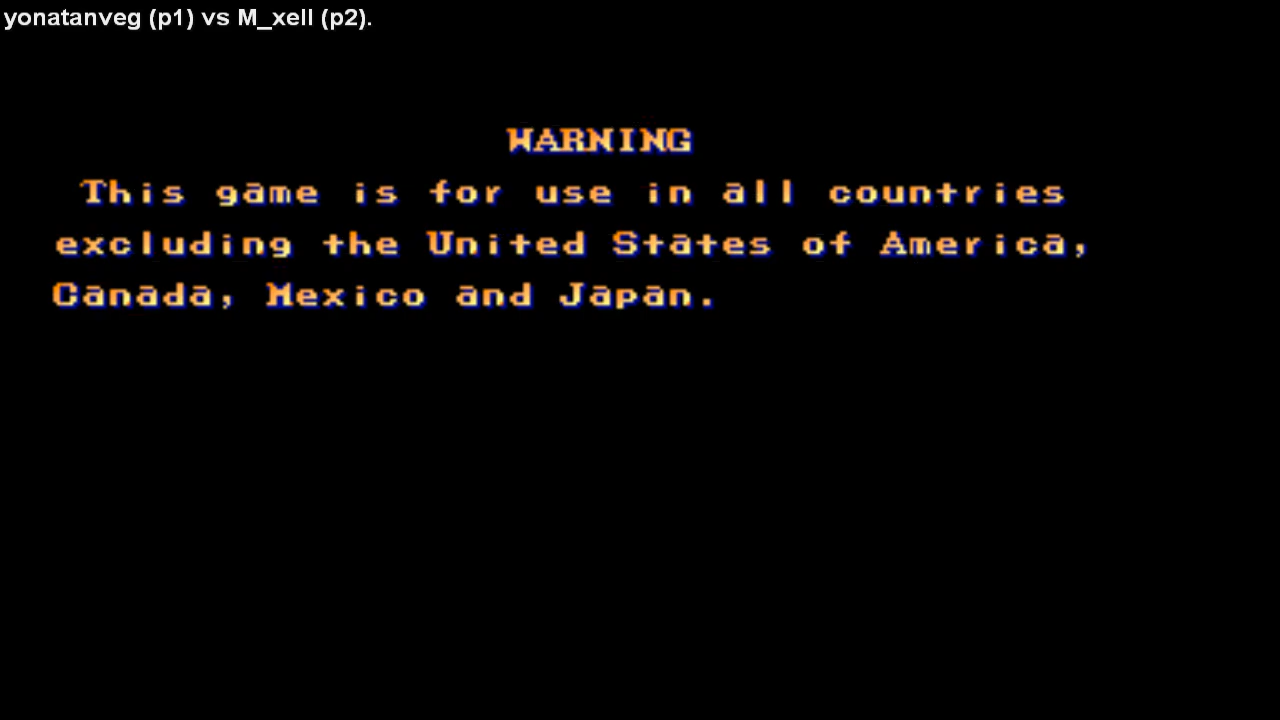 yonatanveg (p1) vs M_xell (p2).
WARNING
This game is for use in all countries
excluding the United States of America,
Canada, Mexico and Japan.